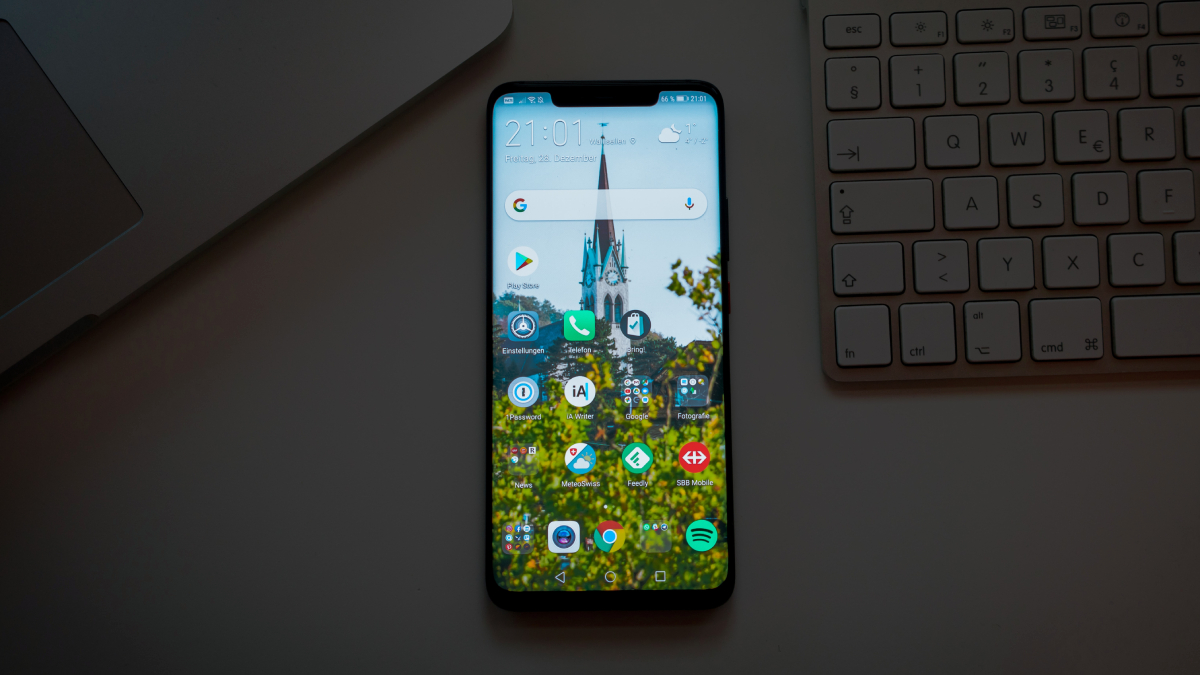 66 % 21:01
21:01
1°
4° / -2°
Freitag, 28. Dezember
Play Store
Einstellungen
Telefon
Bring!
1Password
iA
iA Writer
Google
Fotografie
R
News
MeteoSwiss
Feedly
SBB Mobile
esc
F1
F2
F3
F4
°
§
+
1
"
2
*
3
ç
4
%
5
Q
W
E
€
R
A
S
D
F
>
<
Y
X
C
fn
ctrl
alt
cmd